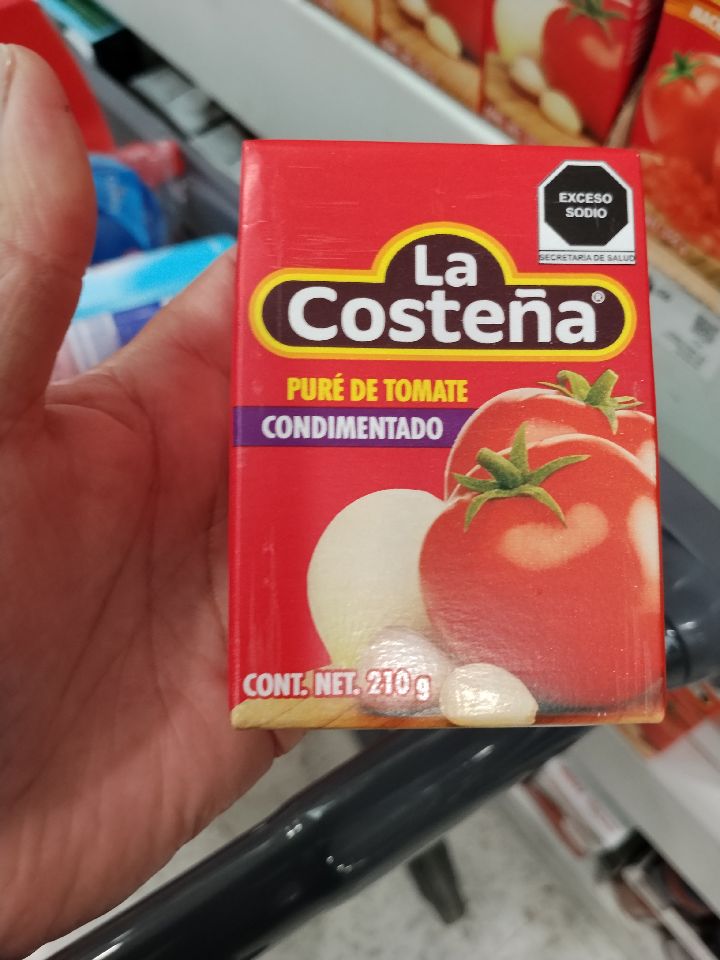 EXCESO
SODIO
SECRETARÍA DE SALUD
La
Costeña®
PURÉ DE TOMATE
CONDIMENTADO
CONT. NET. 210 g